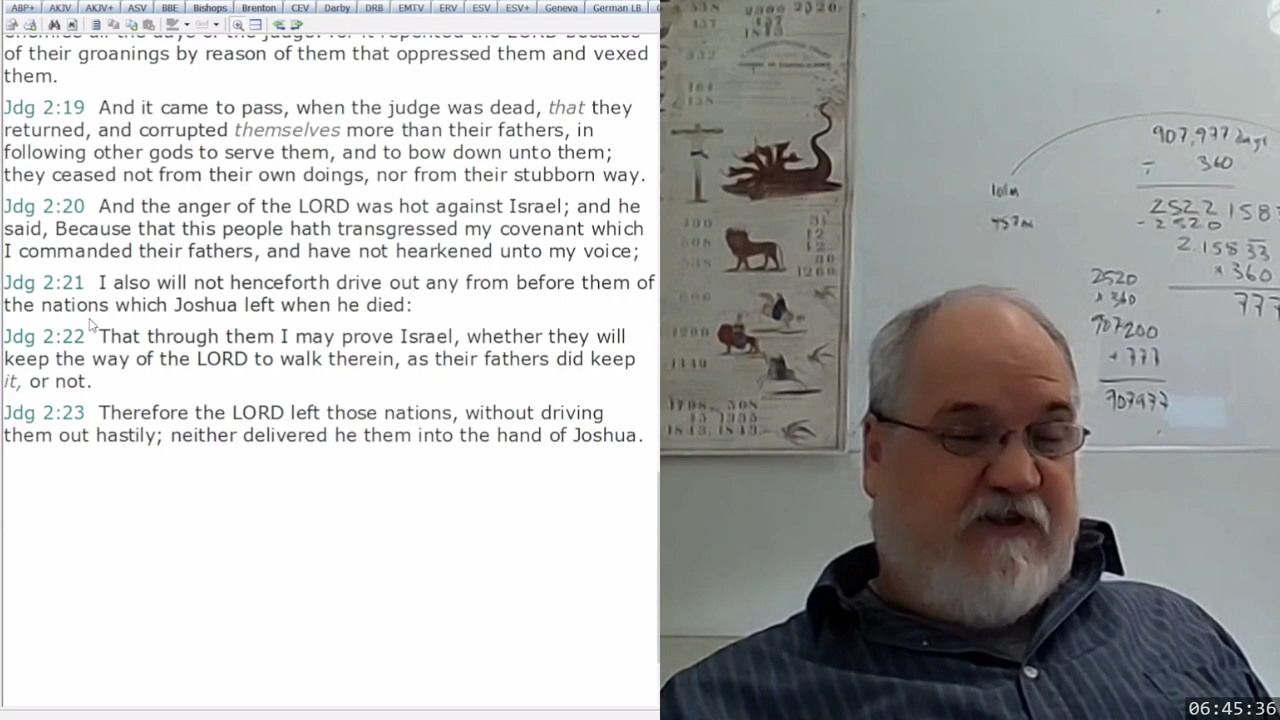 ABP+ AKJV AKJV+ ASV BBE Bishops Brenton CEV Darby DRB EMTV ERV ESV ESV+ Geneva German LB
of their groanings by reason of them that oppressed them and vexed
them.
Jdg 2:19 And it came to pass, when the judge was dead, that they
returned, and corrupted themselves more than their fathers, in
following other gods to serve them, and to bow down unto them;
they ceased not from their own doings, nor from their stubborn way.
Jdg 2:20 And the anger of the LORD was hot against Israel; and he
said, Because that this people hath transgressed my covenant which
I commanded their fathers, and have not hearkened unto my voice;
Jdg 2:21 I also will not henceforth drive out any from before them of
the nations which Joshua left when he died:
Jdg 2:22 That through them I may prove Israel, whether they will
keep the way of the LORD to walk therein, as their fathers did keep
it, or not.
Jdg 2:23 Therefore the LORD left those nations, without driving
them out hastily; neither delivered he them into the hand of Joshua.
907,977 days
÷ 360
2522 158
- 2520
2.15833
× 360
777
2520
× 360
907200
+ 777
907977
06:45:36